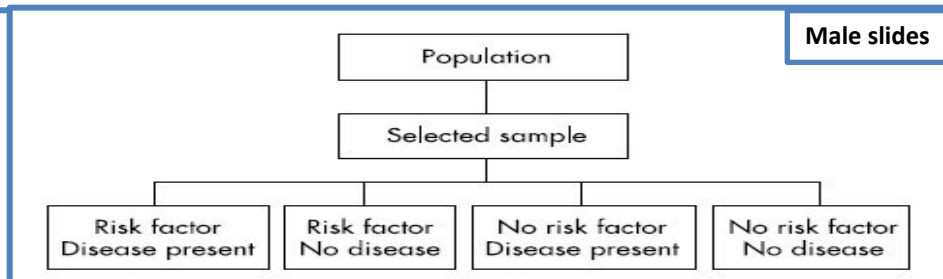 Male slides
Population
Selected sample
Risk factor
Disease present
Risk factor
No disease
No risk factor
Disease present
No risk factor
No disease